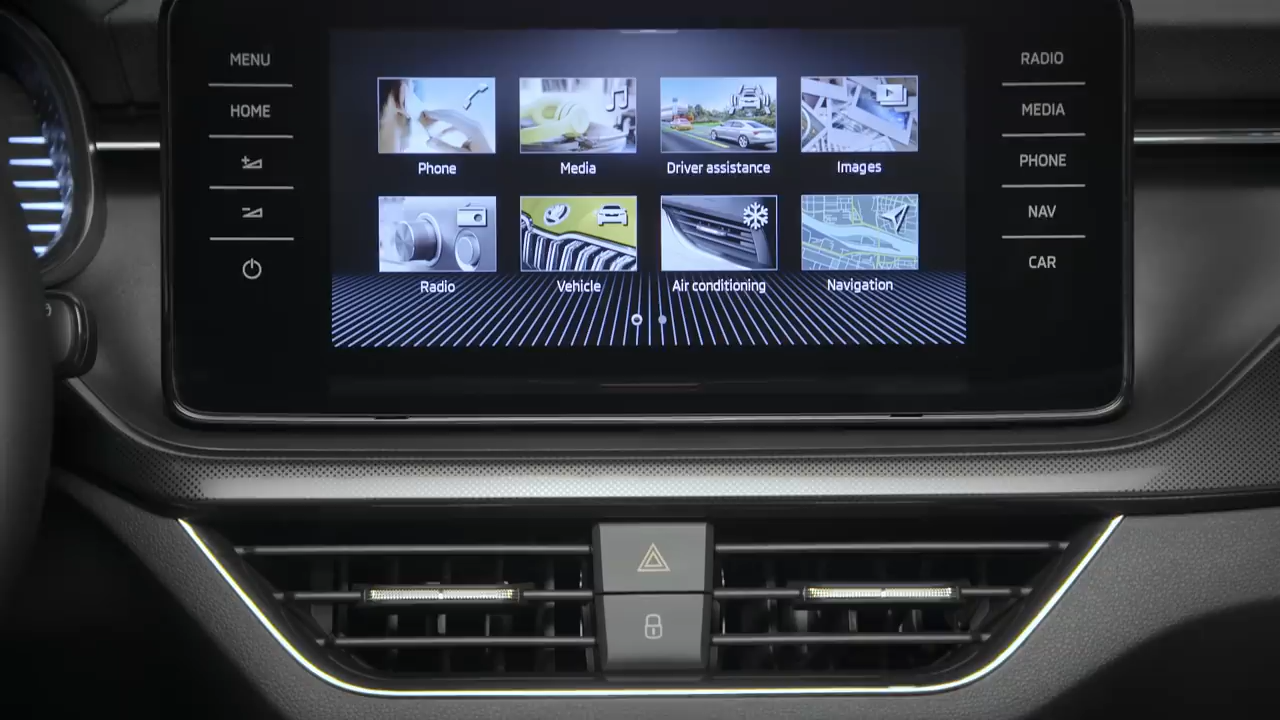 MENU
HOME
Phone
Media
Driver assistance
Images
Radio
Vehicle
Air conditioning
Navigation
RADIO
MEDIA
PHONE
NAV
CAR